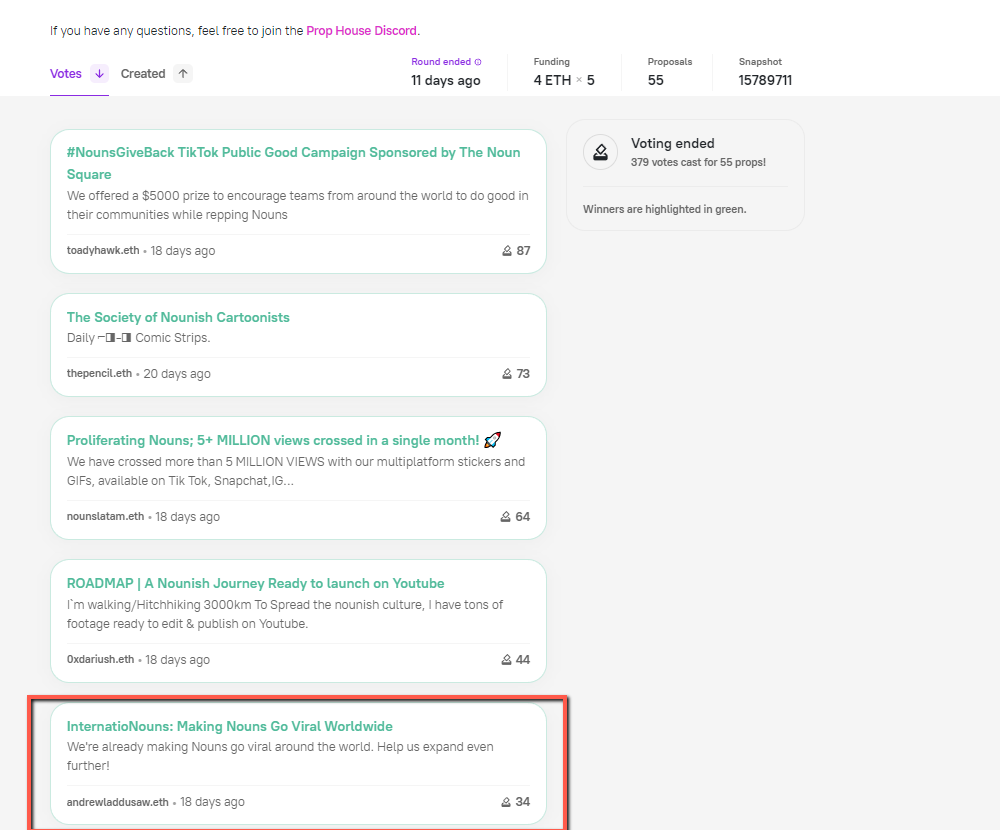 If you have any questions, feel free to join the Prop House Discord.
Votes ↓ Created ↑
Round ended Funding Proposals Snapshot
11 days ago 4 ETH × 5 55 15789711
#NounsGiveBack TikTok Public Good Campaign Sponsored by The Noun
Square
We offered a $5000 prize to encourage teams from around the world to do good in
their communities while repping Nouns
toadyhawk.eth • 18 days ago 87
Voting ended
379 votes cast for 55 props!
Winners are highlighted in green.
The Society of Nounish Cartoonists
Daily ⌐◨-◨ Comic Strips.
thepencil.eth • 20 days ago 73
Proliferating Nouns; 5+ MILLION views crossed in a single month! 🚀
We have crossed more than 5 MILLION VIEWS with our multiplatform stickers and
GIFs, available on Tik Tok, Snapchat,IG...
nounslatam.eth • 18 days ago 64
ROADMAP | A Nounish Journey Ready to launch on Youtube
I`m walking/Hitchhiking 3000km To Spread the nounish culture, I have tons of
footage ready to edit & publish on Youtube.
0xdariush.eth • 18 days ago 44
InternatioNouns: Making Nouns Go Viral Worldwide
We're already making Nouns go viral around the world. Help us expand even
further!
andrewladdusaw.eth • 18 days ago 34